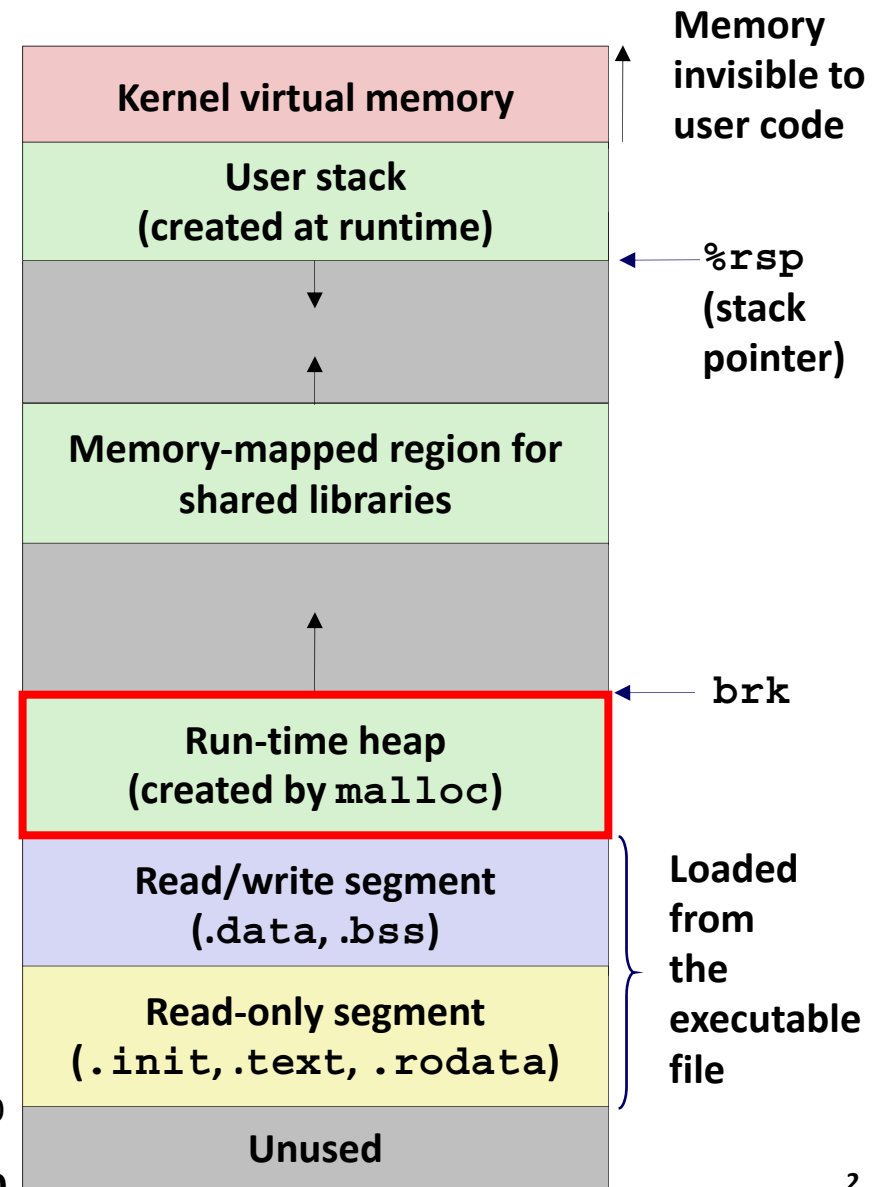 Memory
invisible to
user code
Kernel virtual memory
User stack
(created at runtime)
%rsp
(stack
pointer)
Memory-mapped region for
shared libraries
brk
Run-time heap
(created by malloc)
Read/write segment
(.data, .bss)
Loaded
from
the
executable
file
Read-only segment
(.init, .text, .rodata)
Unused